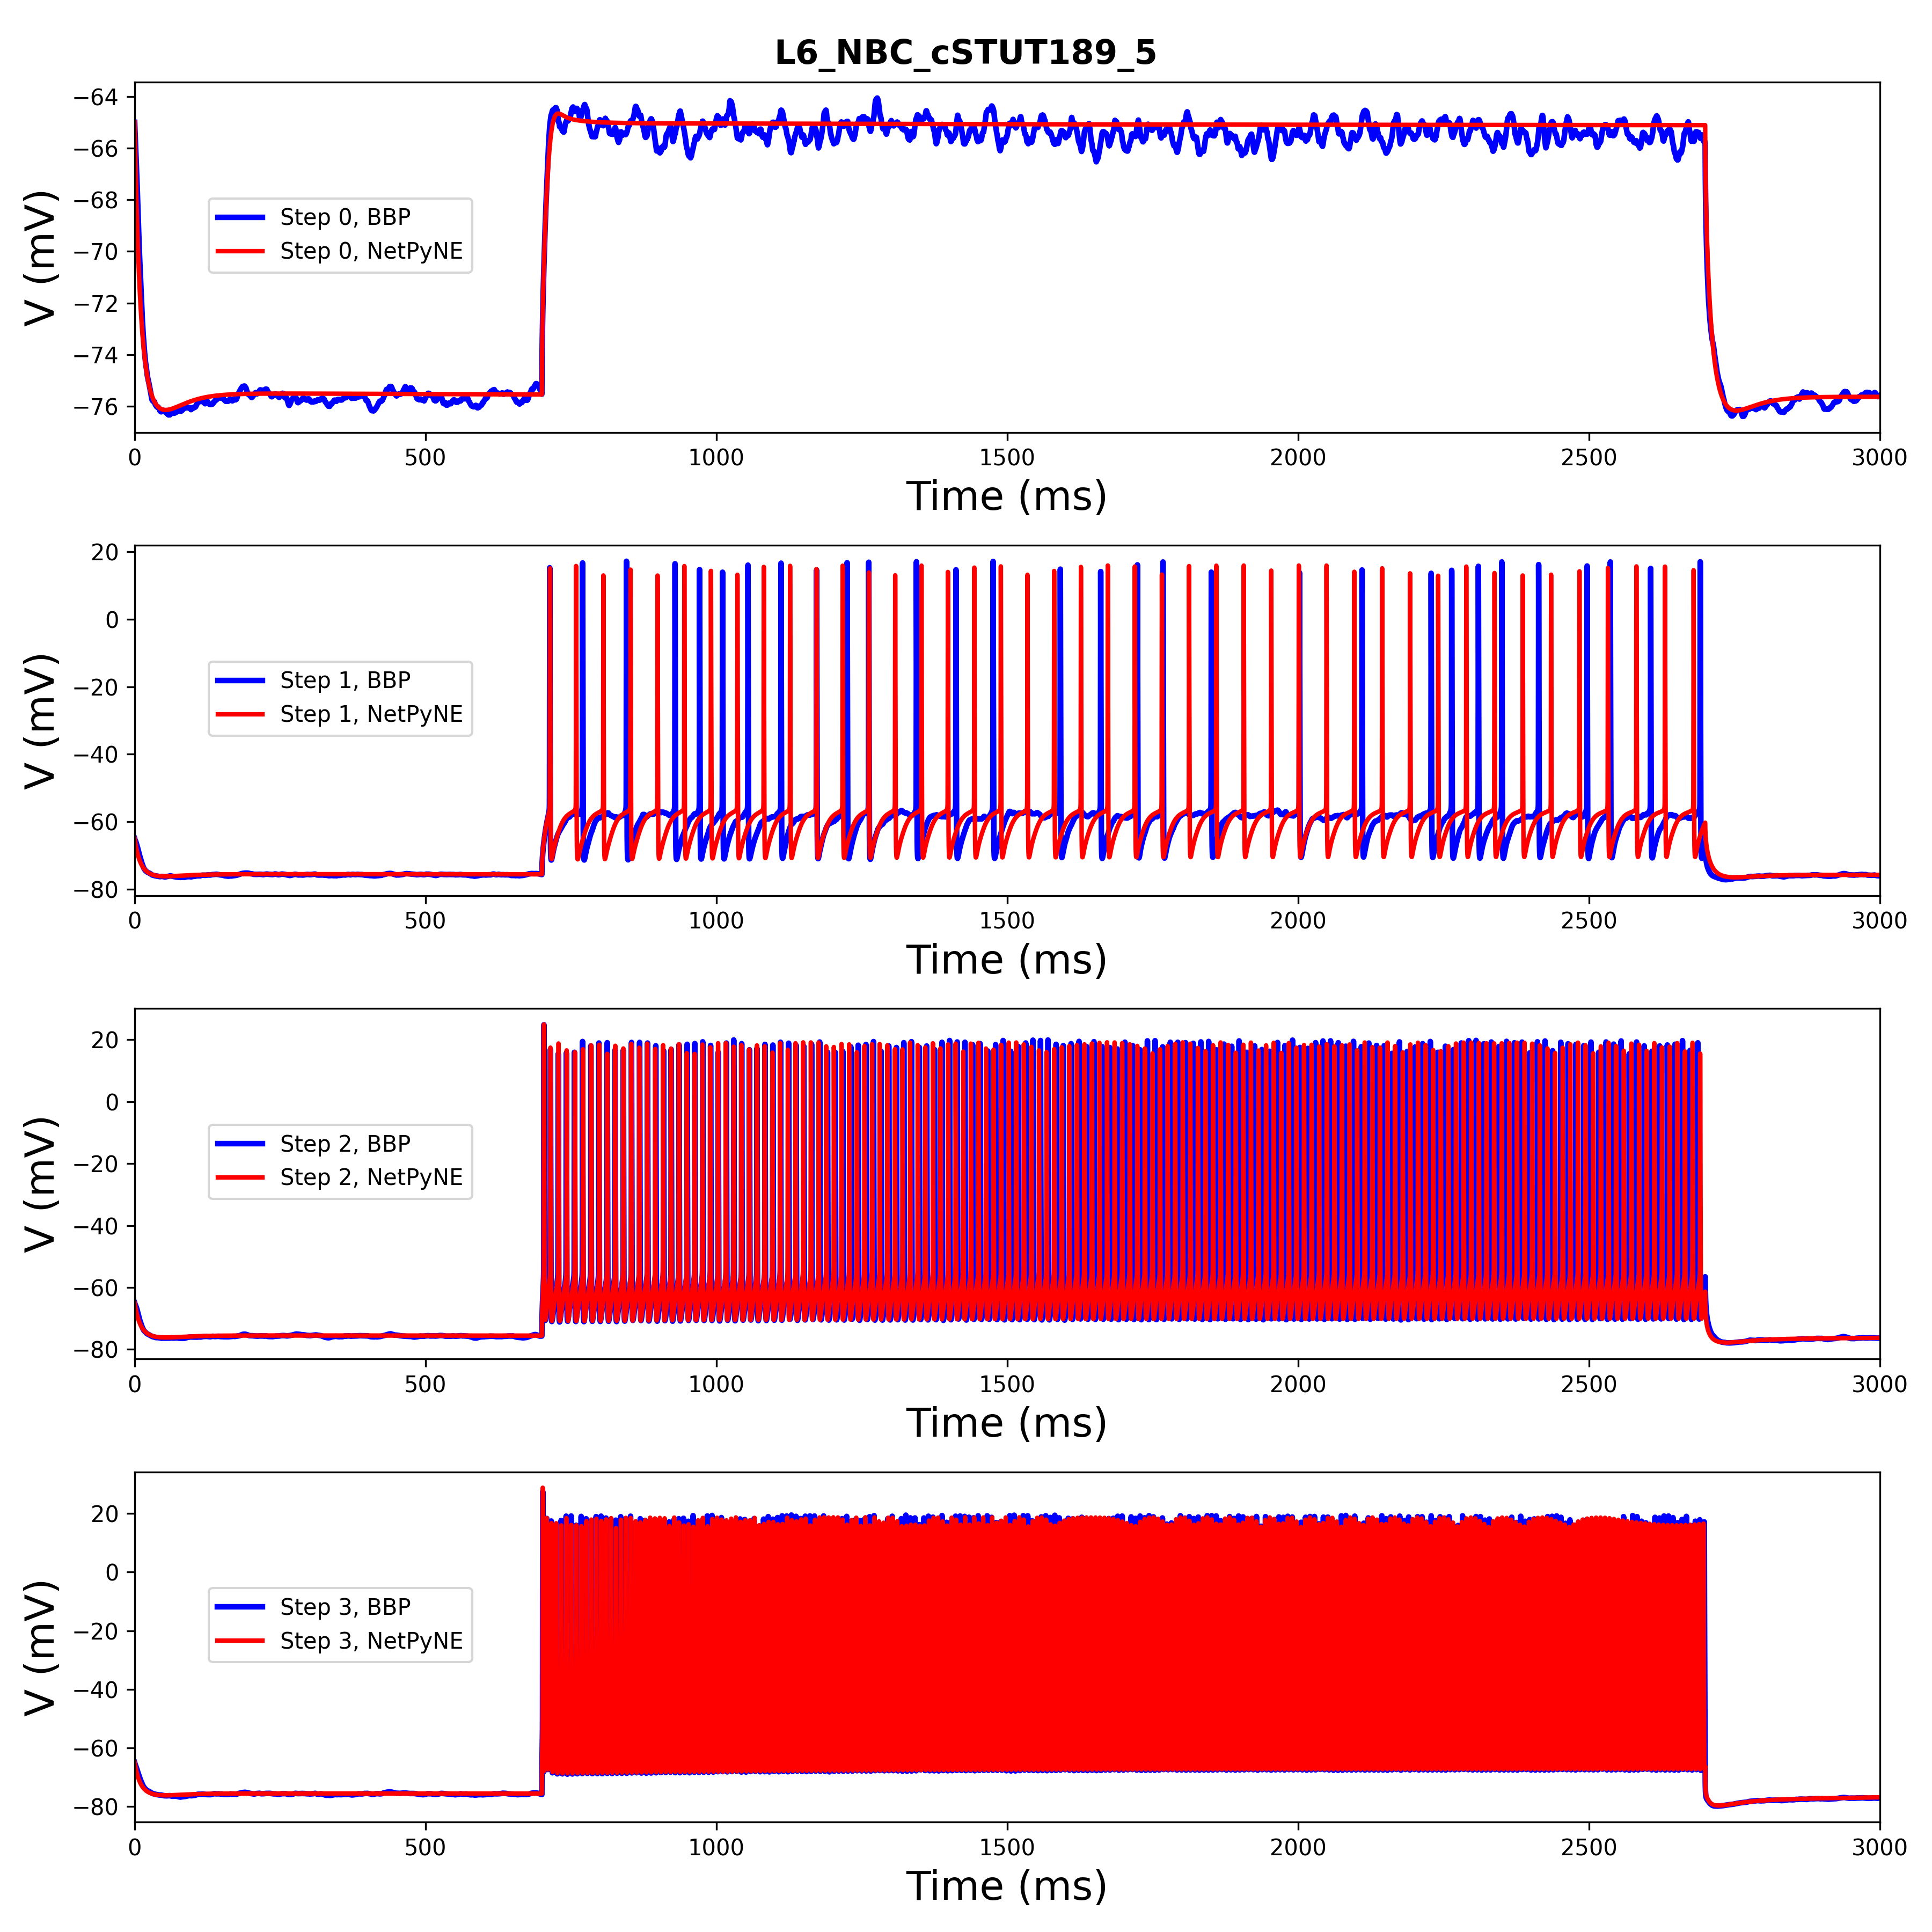 L6_NBC_cSTUT189_5
−64
−66
−68
−70
−72
−74
−76
V (mV)
Step 0, BBP
Step 0, NetPyNE
0 500 1000 1500 2000 2500 3000
Time (ms)
20
0
−20
−40
−60
−80
V (mV)
Step 1, BBP
Step 1, NetPyNE
0 500 1000 1500 2000 2500 3000
Time (ms)
20
0
−20
−40
−60
−80
V (mV)
Step 2, BBP
Step 2, NetPyNE
0 500 1000 1500 2000 2500 3000
Time (ms)
20
0
−20
−40
−60
−80
V (mV)
Step 3, BBP
Step 3, NetPyNE
0 500 1000 1500 2000 2500 3000
Time (ms)